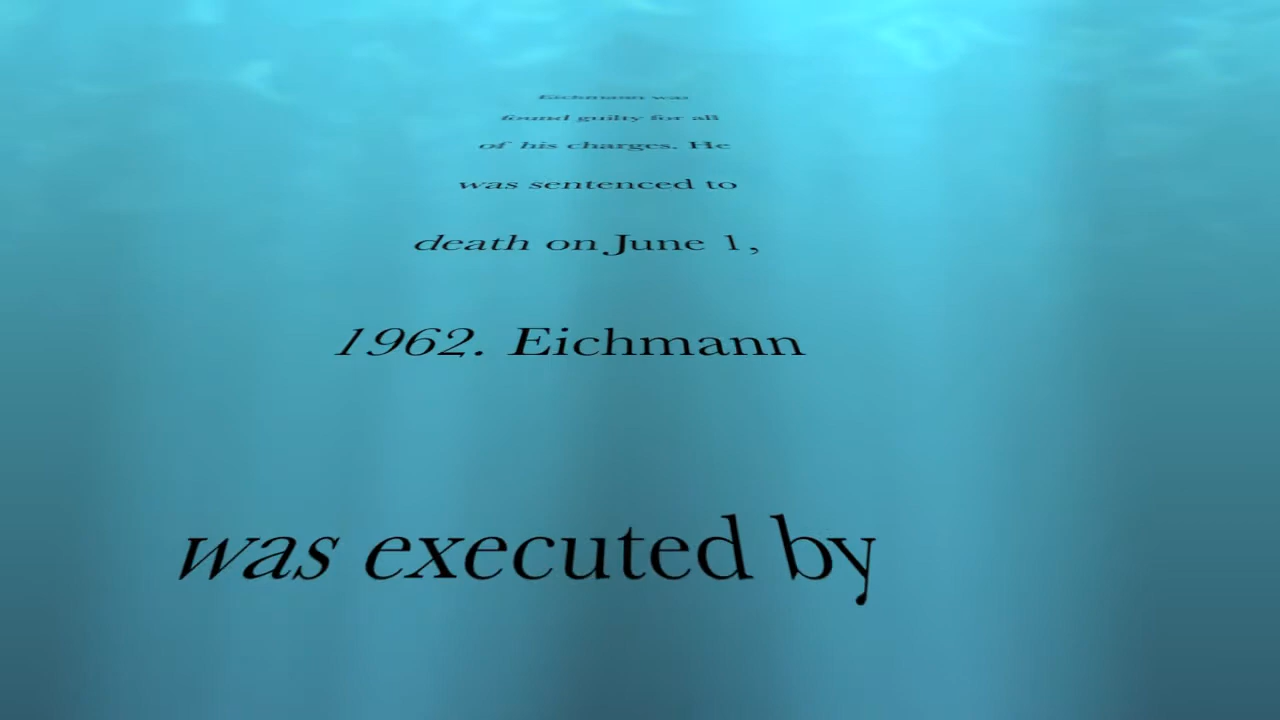 Eichmann was
found guilty for all
of his charges. He
was sentenced to
death on June 1,
1962. Eichmann
was executed by